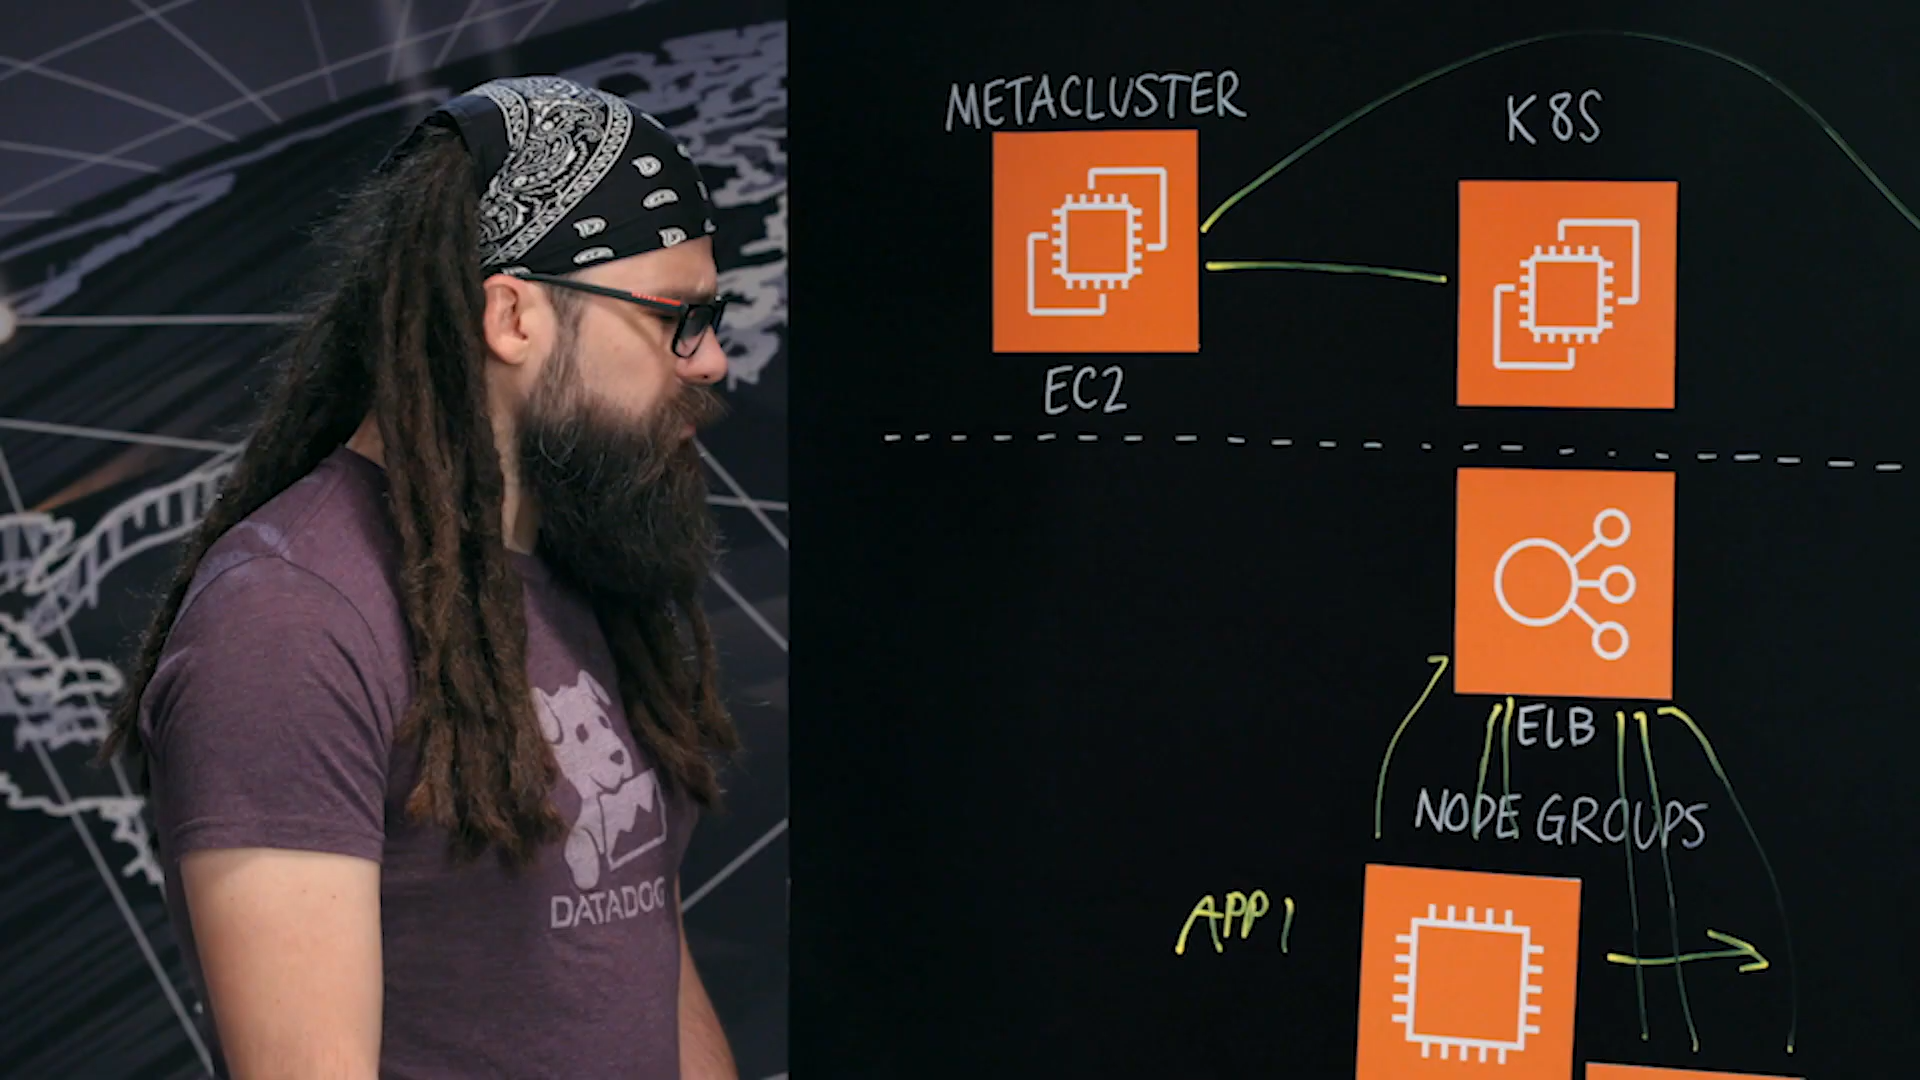 METACLUSTER
K8S
EC2
ELB
NODE GROUPS
APP 1
DATADOG